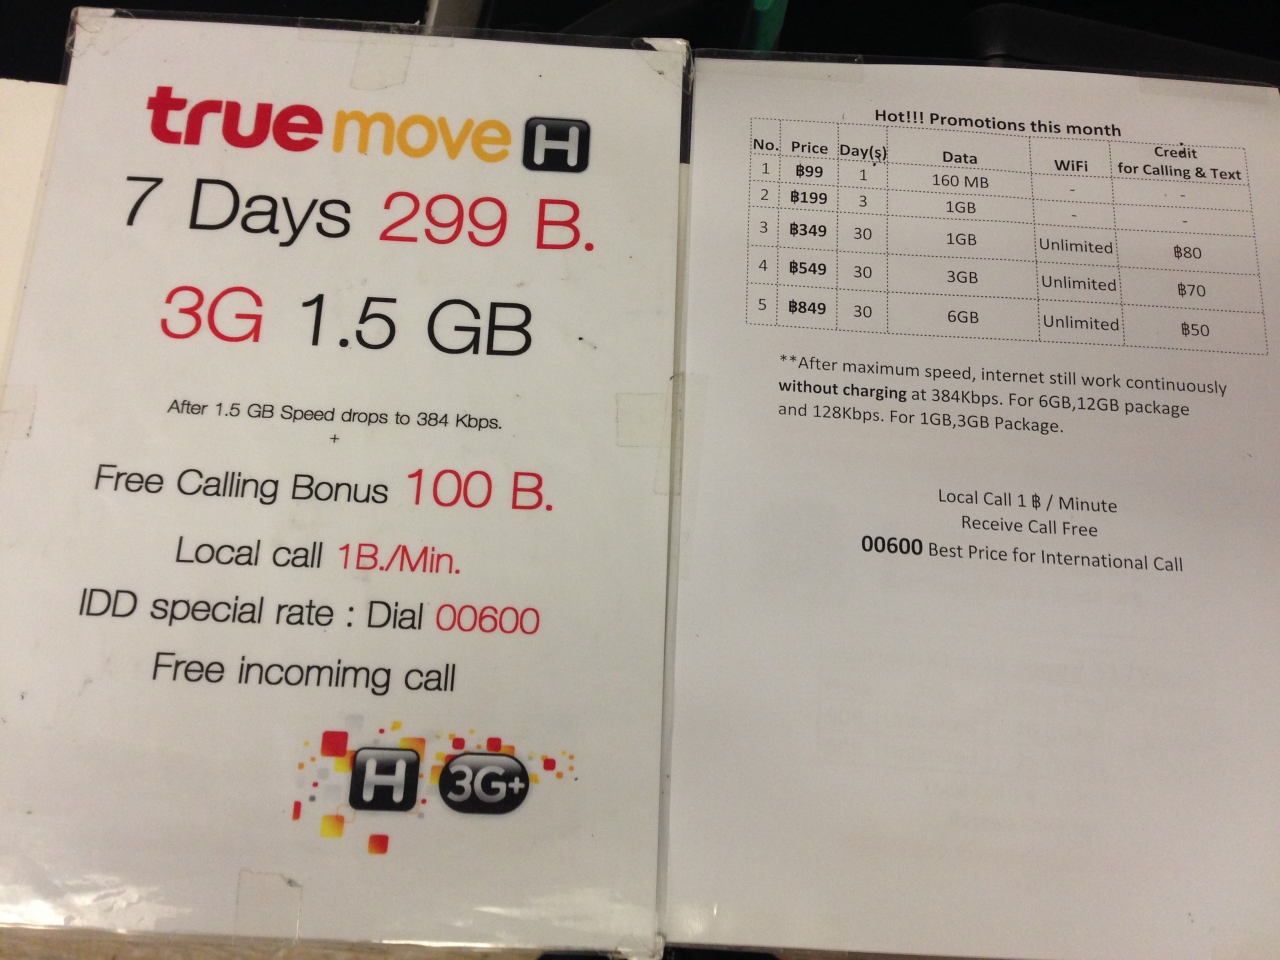 true move H
7 Days 299 B.
3G 1.5 GB
After 1.5 GB Speed drops to 384 Kbps.
+
Free Calling Bonus 100 B.
Local call 1B./Min.
IDD special rate : Dial 00600
Free incomimg call
H 3G+
Hot!!! Promotions this month
No. Price Day(s) Data WiFi Credit for Calling & Text
1 ฿99 1 160 MB - -
2 ฿199 3 1GB - -
3 ฿349 30 1GB Unlimited ฿80
4 ฿549 30 3GB Unlimited ฿70
5 ฿849 30 6GB Unlimited ฿50
**After maximum speed, internet still work continuously
without charging at 384Kbps. For 6GB,12GB package
and 128Kbps. For 1GB,3GB Package.
Local Call 1 ฿ / Minute
Receive Call Free
00600 Best Price for International Call